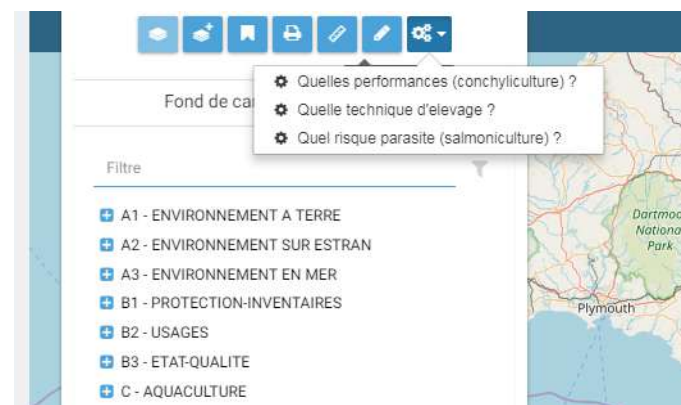 Quelles performances (conchyliculture) ?
Quelle technique d'elevage ?
Quel risque parasite (salmoniculture) ?
Fond de car
Filtre
A1 - ENVIRONNEMENT A TERRE
A2 - ENVIRONNEMENT SUR ESTRAN
A3 - ENVIRONNEMENT EN MER
B1 - PROTECTION-INVENTAIRES
B2 - USAGES
B3 - ETAT-QUALITE
C - AQUACULTURE
Dartmoo
Nationa
Park
Plymouth